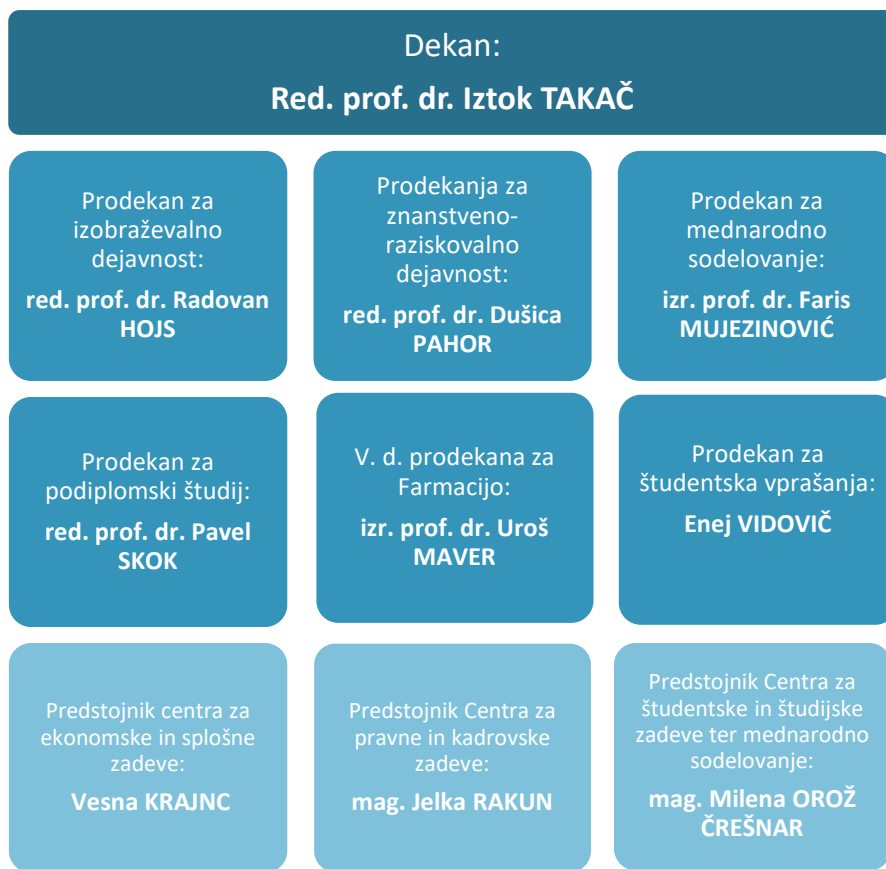 Dekan:
Red. prof. dr. Iztok TAKAČ
Prodekan za
izobraževalno
dejavnost:
red. prof. dr. Radovan
HOJS
Prodekanja za
znanstveno-
raziskovalno
dejavnost:
red. prof. dr. Dušica
PAHOR
Prodekan za
mednarodno
sodelovanje:
izr. prof. dr. Faris
MUJEZINOVIĆ
Prodekan za
podiplomski študij:
red. prof. dr. Pavel
SKOK
V. d. prodekana za
Farmacijo:
izr. prof. dr. Uroš
MAVER
Prodekan za
študentska vprašanja:
Enej VIDOVIČ
Predstojnik centra za
ekonomske in splošne
zadeve:
Vesna KRAJNC
Predstojnik Centra za
pravne in kadrovske
zadeve:
mag. Jelka RAKUN
Predstojnik Centra za
študentske in študijske
zadeve ter mednarodno
sodelovanje:
mag. Milena OROŽ
ČREŠNAR